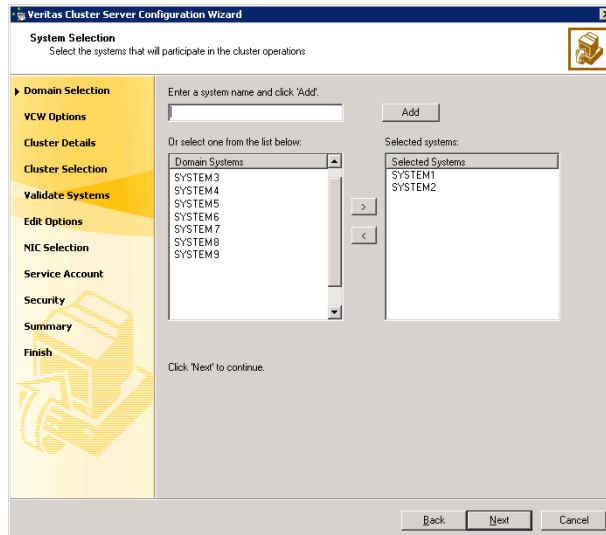 Veritas Cluster Server Configuration Wizard
System Selection
Select the systems that will participate in the cluster operations
Domain Selection
VCW Options
Cluster Details
Cluster Selection
Validate Systems
Edit Options
NIC Selection
Service Account
Security
Summary
Finish
Enter a system name and click 'Add'.
Add
Or select one from the list below:
Domain Systems
SYSTEM3
SYSTEM4
SYSTEM5
SYSTEM6
SYSTEM7
SYSTEM8
SYSTEM9
>
<
Selected systems:
Selected Systems
SYSTEM1
SYSTEM2
Click 'Next' to continue.
Back
Next
Cancel